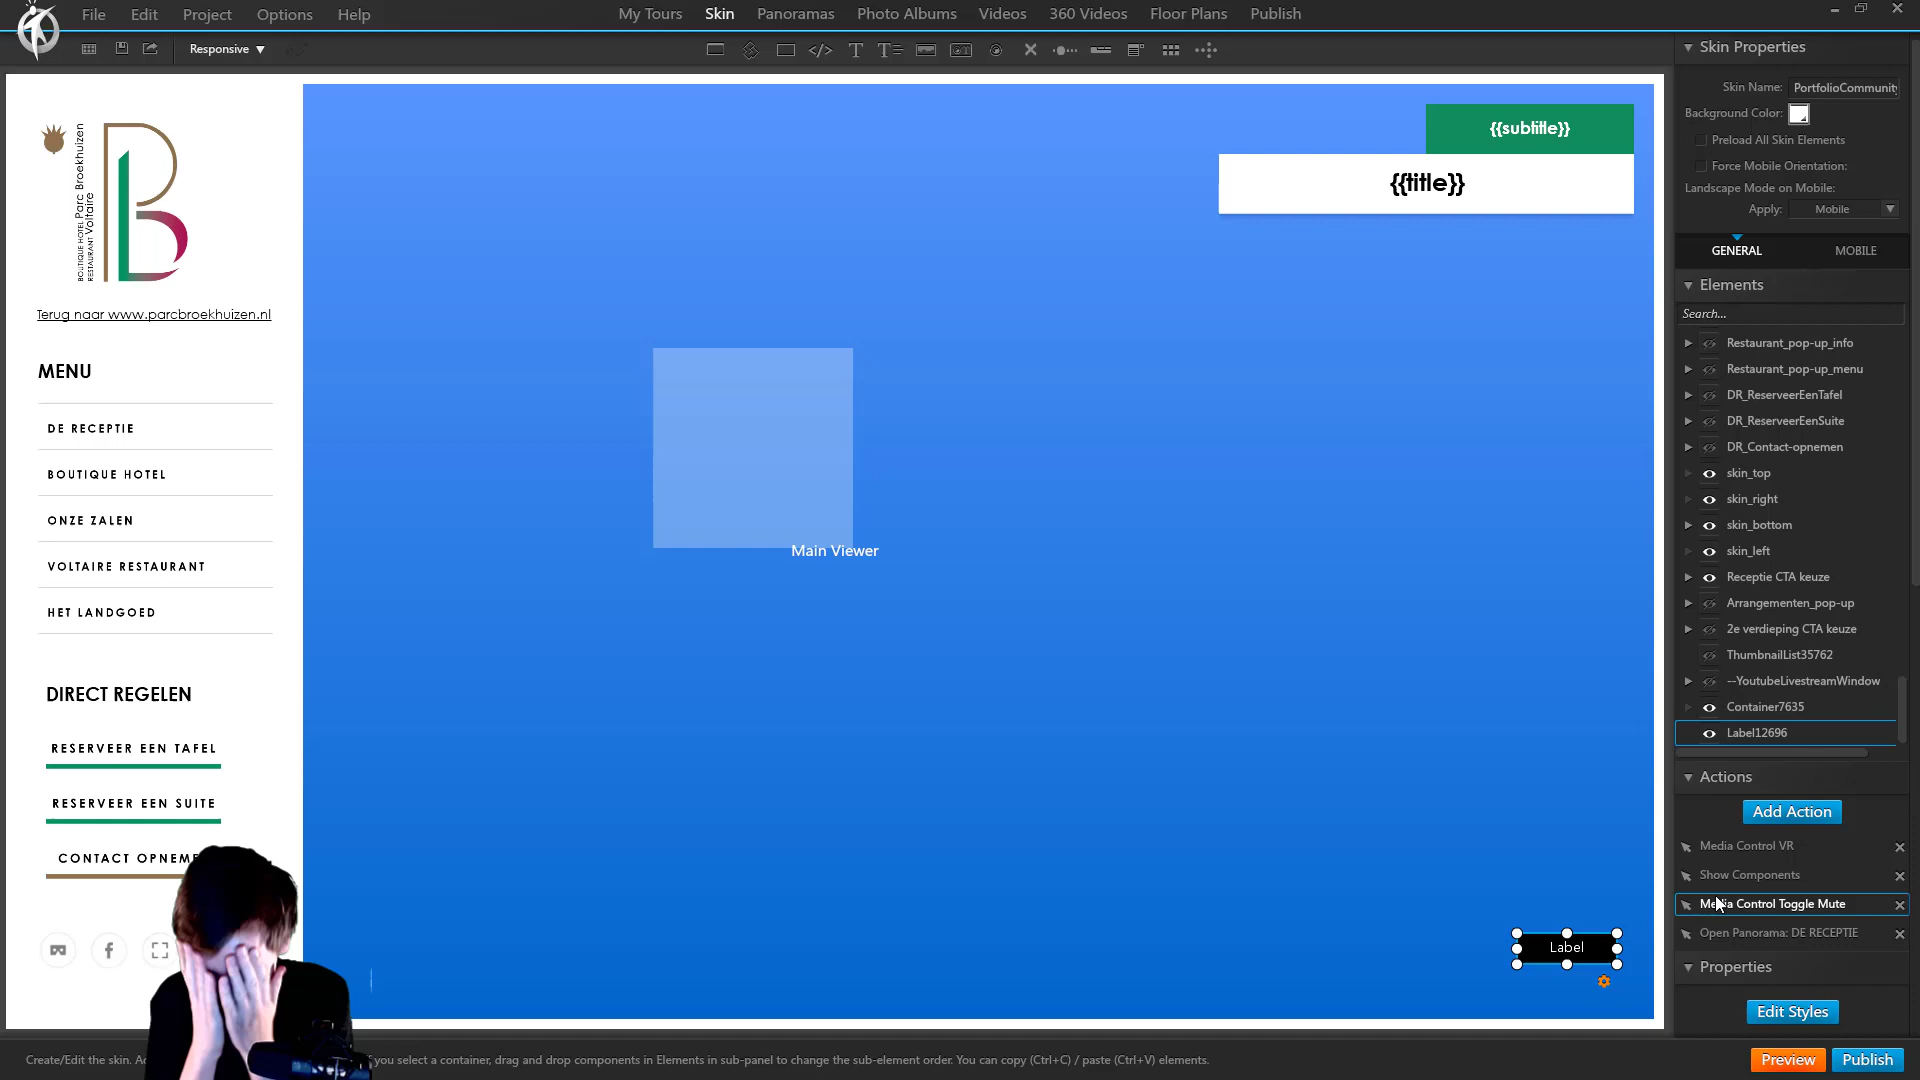 File Edit Project Options Help
My Tours Skin Panoramas Photo Albums Videos 360 Videos Floor Plans Publish
Responsive
BOUTIQUE HOTEL Parc Broekhuizen
RESTAURANT Voltaire
Terug naar www.parcbroekhuizen.nl
MENU
DE RECEPTIE
BOUTIQUE HOTEL
ONZE ZALEN
VOLTAIRE RESTAURANT
HET LANDGOED
DIRECT REGELEN
RESERVEER EEN TAFEL
RESERVEER EEN SUITE
CONTACT OPNEME
{{subtitle}}
{{title}}
Main Viewer
Label
Skin Properties
Skin Name: PortfolioCommunity
Background Color:
Preload All Skin Elements
Force Mobile Orientation:
Landscape Mode on Mobile:
Apply: Mobile
GENERAL MOBILE
Elements
Search...
Restaurant_pop-up_info
Restaurant_pop-up_menu
DR_ReserveerEenTafel
DR_ReserveerEenSuite
DR_Contact-opnemen
skin_top
skin_right
skin_bottom
skin_left
Receptie CTA keuze
Arrangementen_pop-up
2e verdieping CTA keuze
ThumbnailList35762
--YoutubeLivestreamWindow
Container7635
Label12696
Actions
Add Action
Media Control VR
Show Components
Media Control Toggle Mute
Open Panorama: DE RECEPTIE
Properties
Edit Styles
Create/Edit the skin. f you select a container, drag and drop components in Elements in sub-panel to change the sub-element order. You can copy (Ctrl+C) / paste (Ctrl+V) elements.
Preview Publish